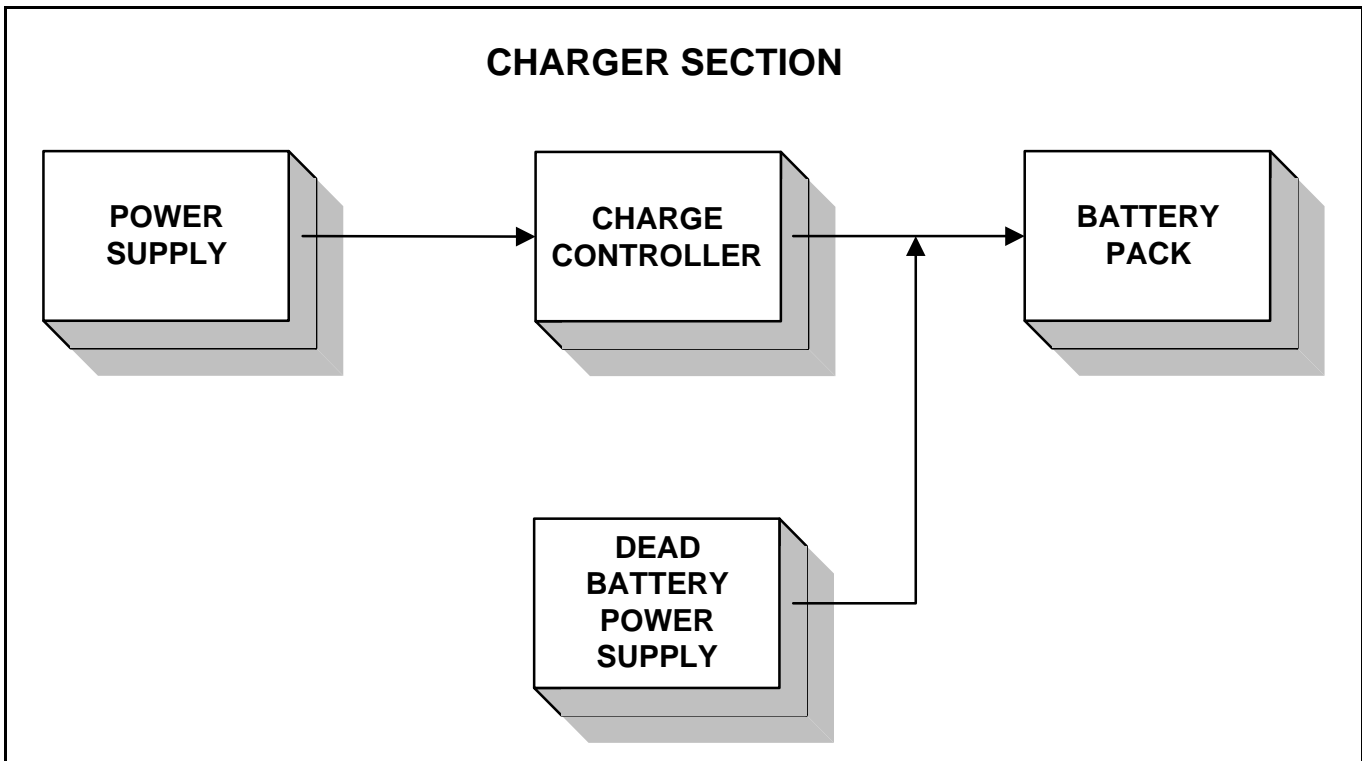 CHARGER SECTION
POWER
SUPPLY
CHARGE
CONTROLLER
BATTERY
PACK
DEAD
BATTERY
POWER
SUPPLY